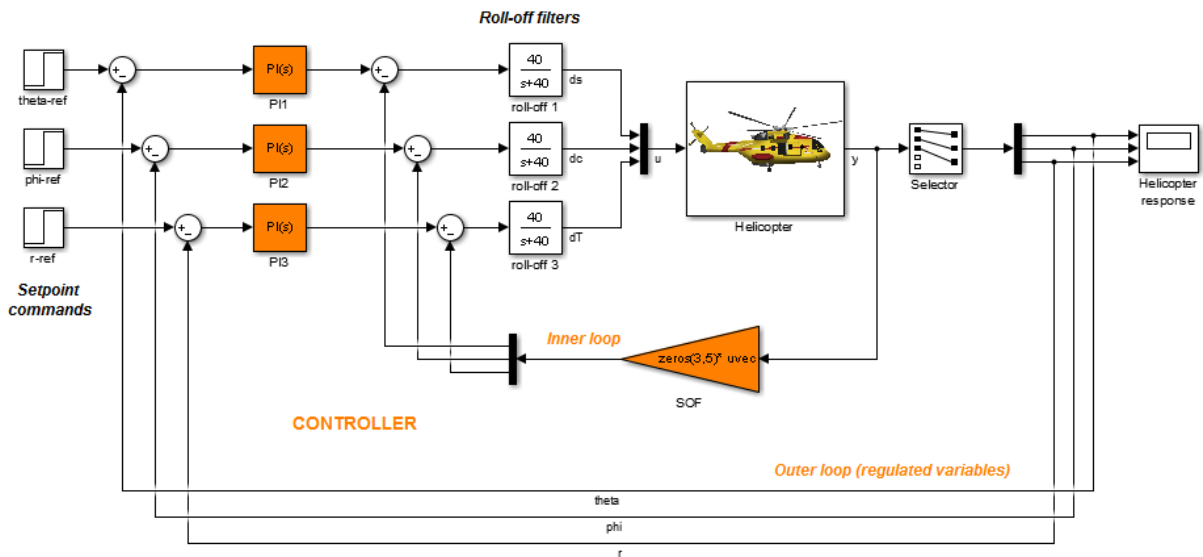 Roll-off filters
theta-ref
+
_
PI(s)
PI1
+
_
40
s+40
roll-off 1
ds
phi-ref
+
_
PI(s)
PI2
+
_
40
s+40
roll-off 2
dc
u
Helicopter
y
Selector
Helicopter
response
r-ref
+
_
PI(s)
PI3
+
_
40
s+40
roll-off 3
dT
Setpoint
commands
Inner loop
zeros(3,5)* uvec
SOF
CONTROLLER
Outer loop (regulated variables)
theta
phi
r